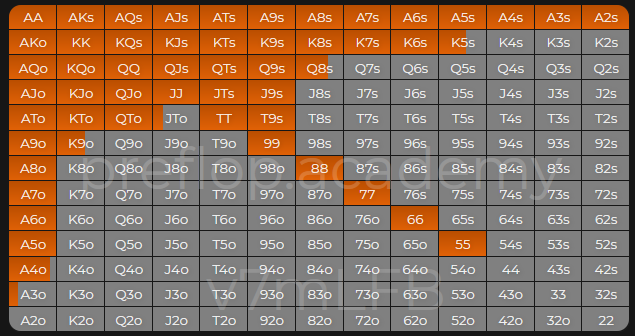 AA AKs AQs AJs ATs A9s A8s A7s A6s A5s A4s A3s A2s
AKo KK KQs KJs KTs K9s K8s K7s K6s K5s K4s K3s K2s
AQo KQo QQ QJs QTs Q9s Q8s Q7s Q6s Q5s Q4s Q3s Q2s
AJo KJo QJo JJ JTs J9s J8s J7s J6s J5s J4s J3s J2s
ATo KTo QTo JTo TT T9s T8s T7s T6s T5s T4s T3s T2s
A9o K9o Q9o J9o T9o 99 98s 97s 96s 95s 94s 93s 92s
preflop.academy
A8o K8o Q8o J8o T8o 98o 88 87s 86s 85s 84s 83s 82s
A7o K7o Q7o J7o T7o 97o 87o 77 76s 75s 74s 73s 72s
A6o K6o Q6o J6o T6o 96o 86o 76o 66 65s 64s 63s 62s
A5o K5o Q5o J5o T5o 95o 85o 75o 65o 55 54s 53s 52s
A4o K4o Q4o J4o T4o 94o 84o 74o 64o 54o 44 43s 42s
v7mLFB
A3o K3o Q3o J3o T3o 93o 83o 73o 63o 53o 43o 33 32s
A2o K2o Q2o J2o T2o 92o 82o 72o 62o 52o 42o 32o 22